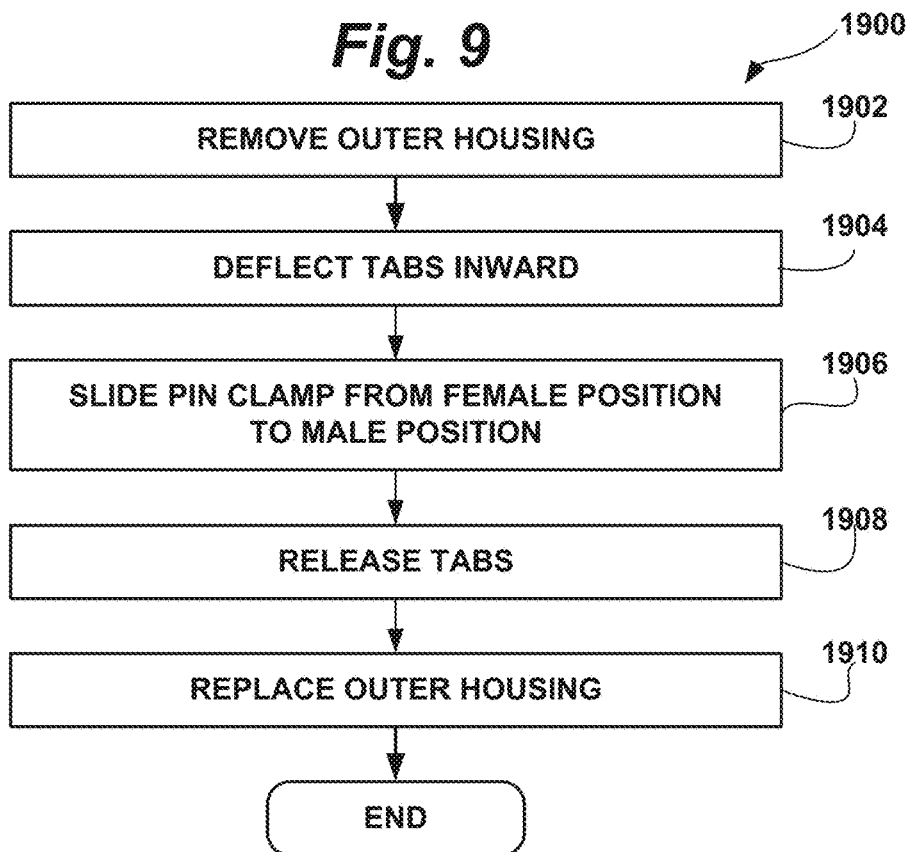 Fig. 9
1900
REMOVE OUTER HOUSING
1902
DEFLECT TABS INWARD
1904
SLIDE PIN CLAMP FROM FEMALE POSITION
TO MALE POSITION
1906
RELEASE TABS
1908
REPLACE OUTER HOUSING
1910
END